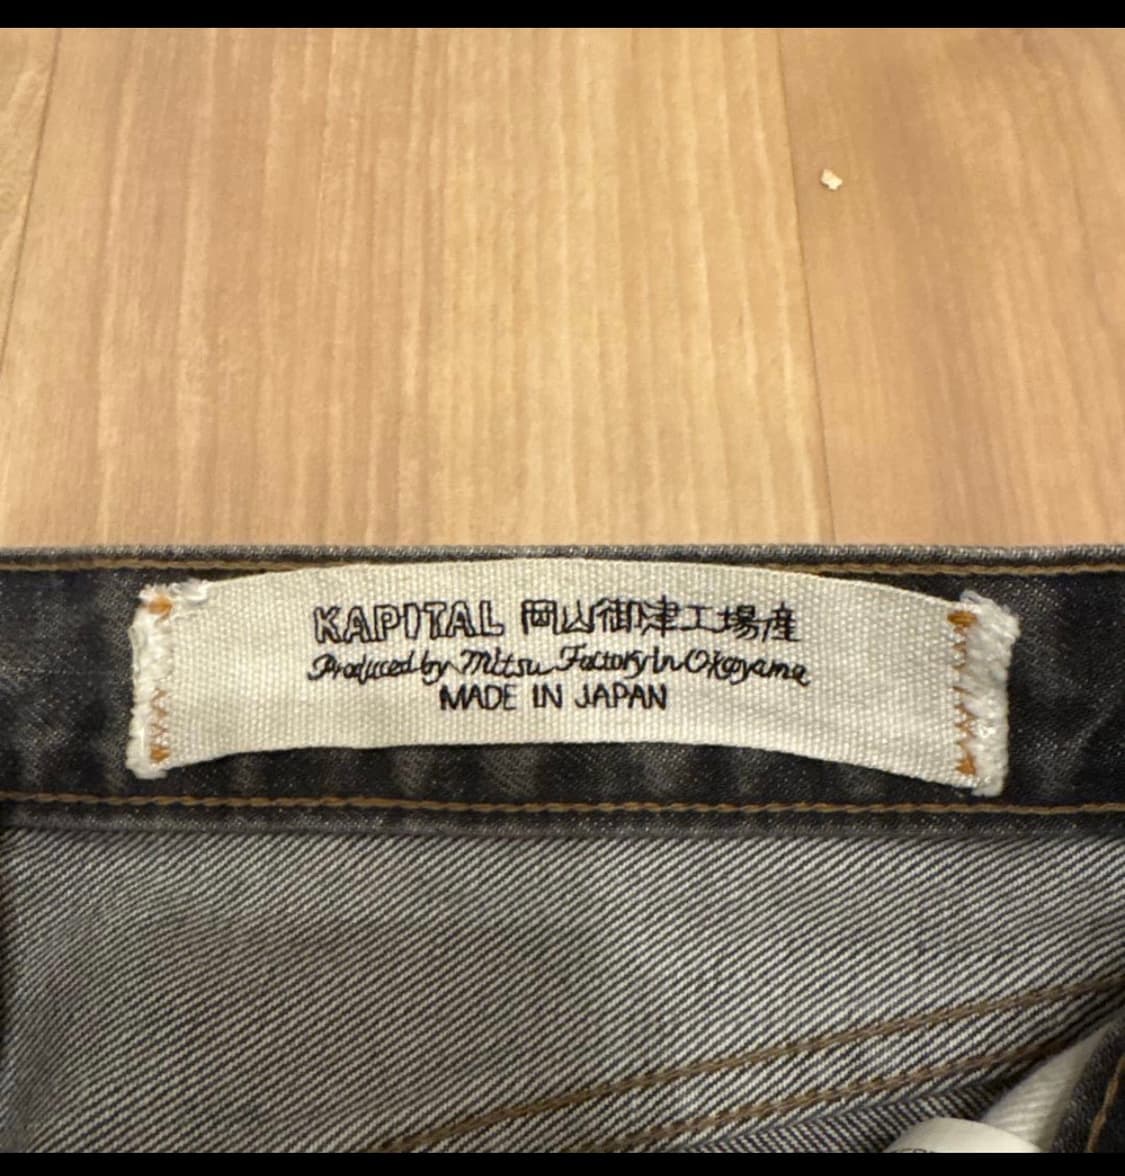 KAPITAL 岡山御津工場産
Produced by Mitsu Factory in Okayama
MADE IN JAPAN